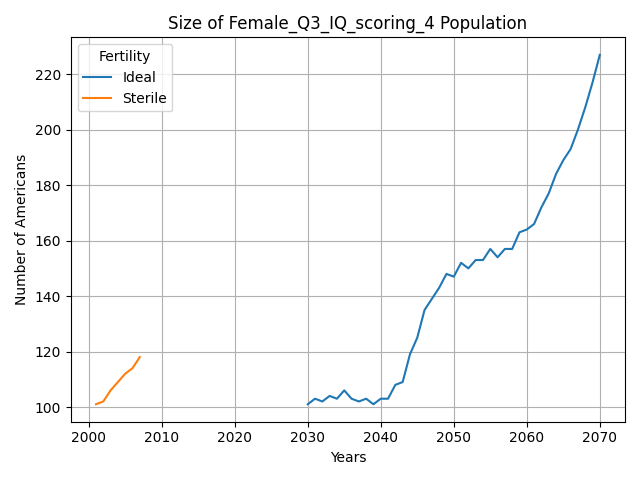 Size of Female_Q3_IQ_scoring_4 Population
Fertility
Ideal
Sterile
Number of Americans
220
200
180
160
140
120
100
2000 2010 2020 2030 2040 2050 2060 2070
Years